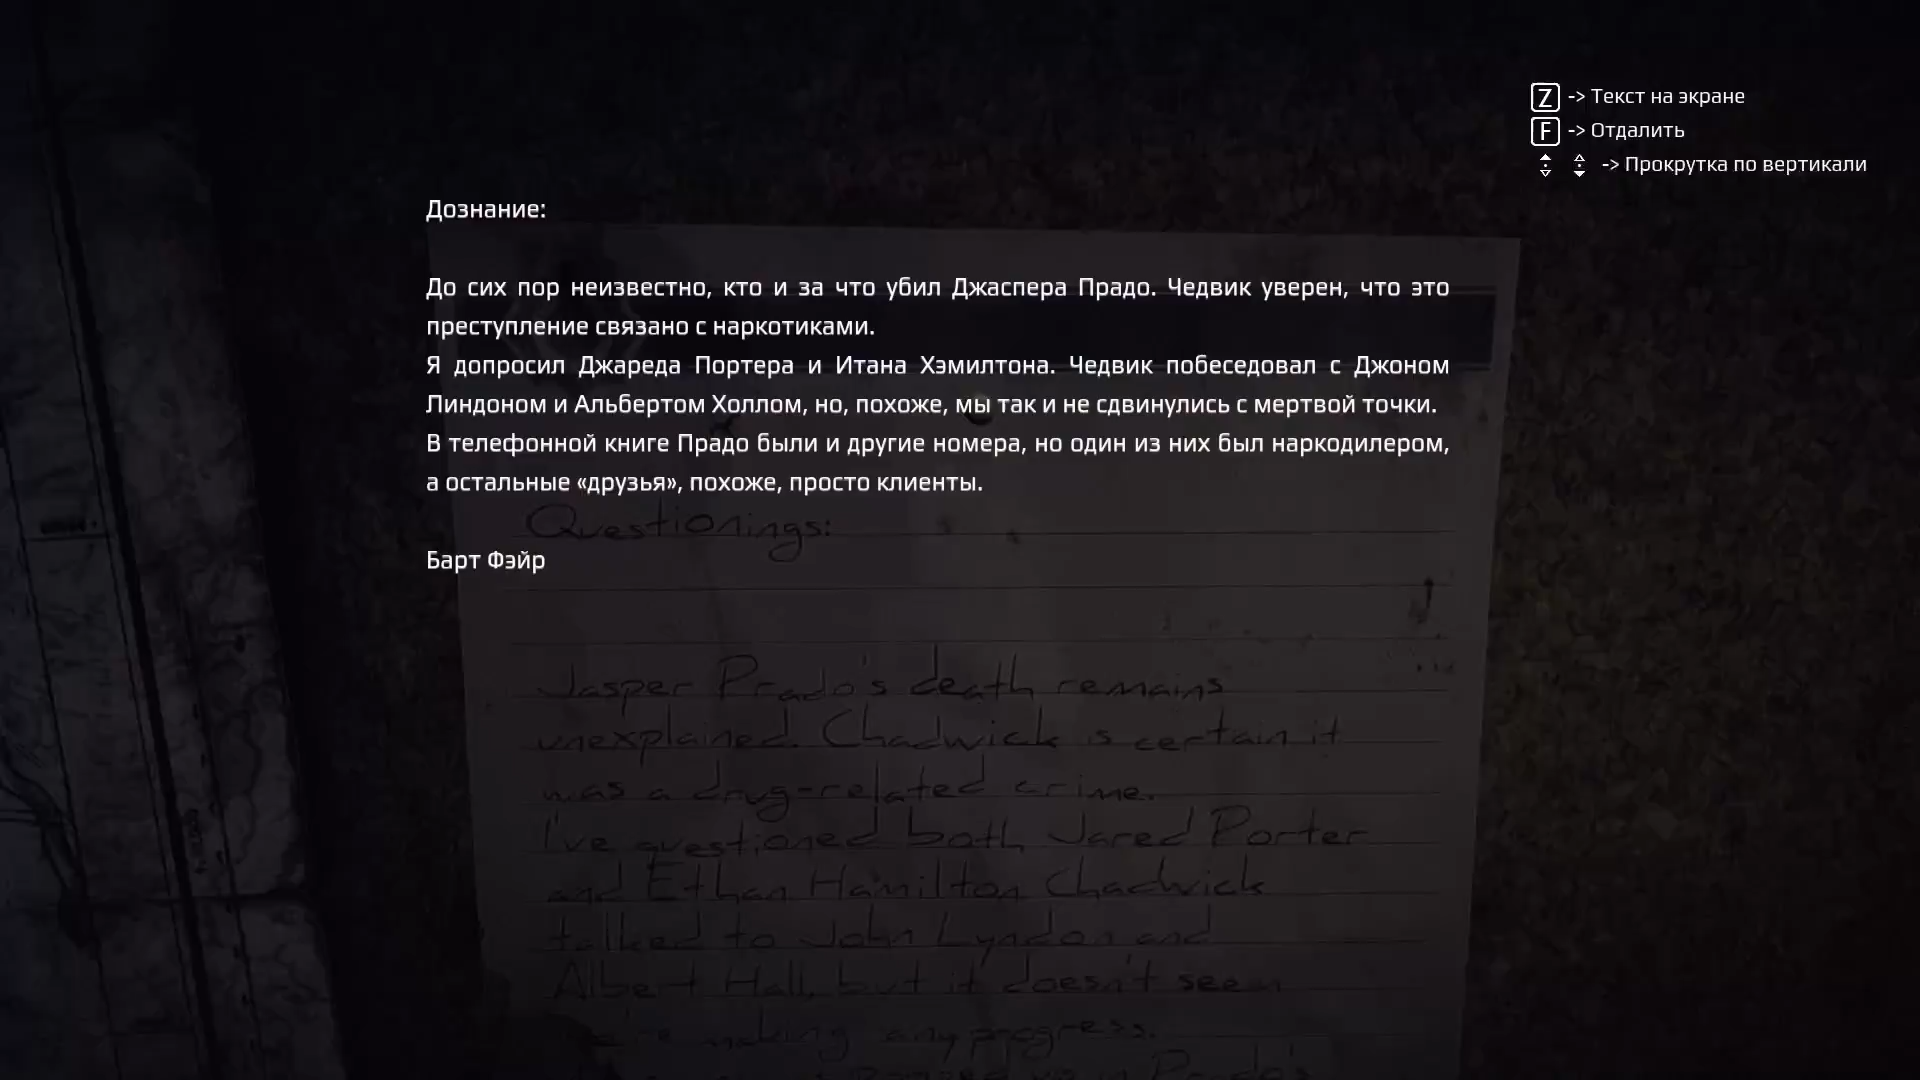 Z -> Текст на экране
F -> Отдалить
-> Прокрутка по вертикали
Дознание:
До сих пор неизвестно, кто и за что убил Джаспера Прадо. Чедвик уверен, что это
преступление связано с наркотиками.
Я допросил Джареда Портера и Итана Хэмилтона. Чедвик побеседовал с Джоном
Линдоном и Альбертом Холлом, но, похоже, мы так и не сдвинулись с мертвой точки.
В телефонной книге Прадо были и другие номера, но один из них был наркодилером,
а остальные «друзья», похоже, просто клиенты.
Барт Фэйр
Questionings:
Jasper Prado's death remains
unexplained. Chadwick is certain it
was a drug-related crime.
I've questioned both Jared Porter
and Ethan Hamilton Chadwick
talked to John Lyndon and
Albert Hall, but it doesn't seem
making any progress.
Prado's